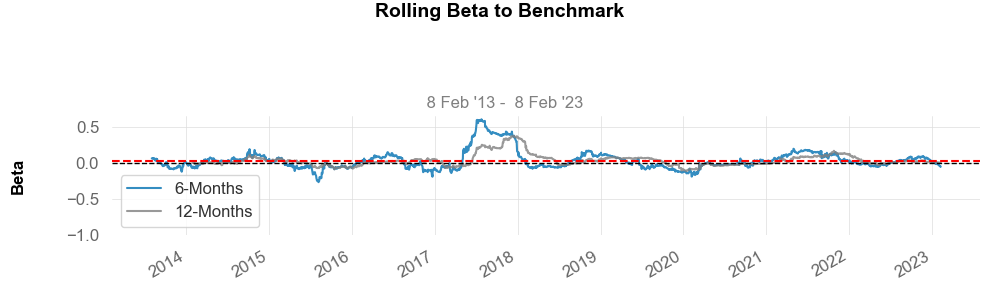 Rolling Beta to Benchmark
8 Feb '13 -  8 Feb '23
Beta
0.5
0.0
−0.5
−1.0
6-Months
12-Months
2014
2015
2016
2017
2018
2019
2020
2021
2022
2023